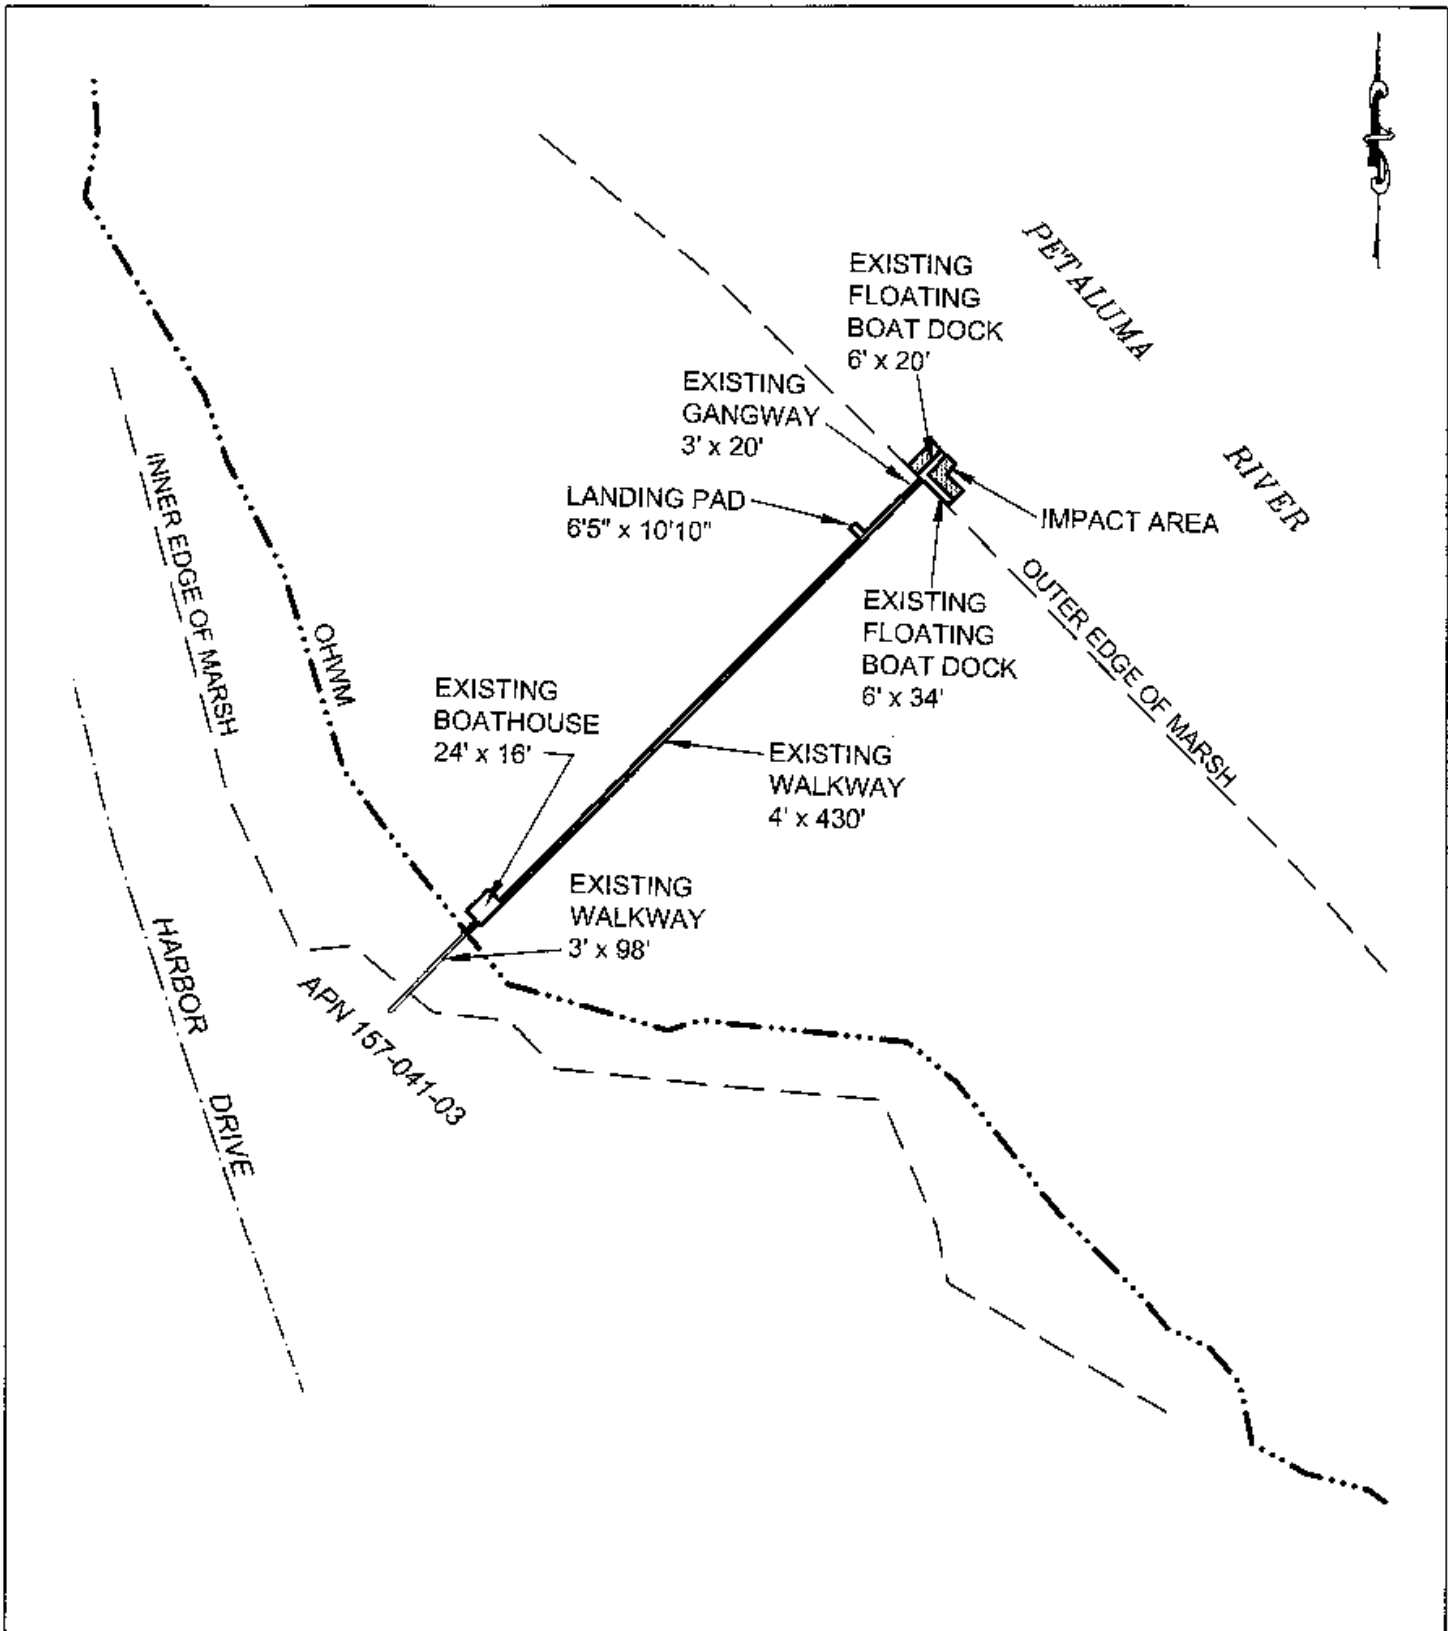 PETALUMA
RIVER
EXISTING
FLOATING
BOAT DOCK
6' x 20'
EXISTING
GANGWAY
3' x 20'
LANDING PAD
6'5" x 10'10"
IMPACT AREA
OUTER EDGE OF MARSH
EXISTING
FLOATING
BOAT DOCK
6' x 34'
INNER EDGE OF MARSH
OHWM
EXISTING
BOATHOUSE
24' x 16'
EXISTING
WALKWAY
4' x 430'
EXISTING
WALKWAY
3' x 98'
APN 157-041-03
HARBOR
DRIVE